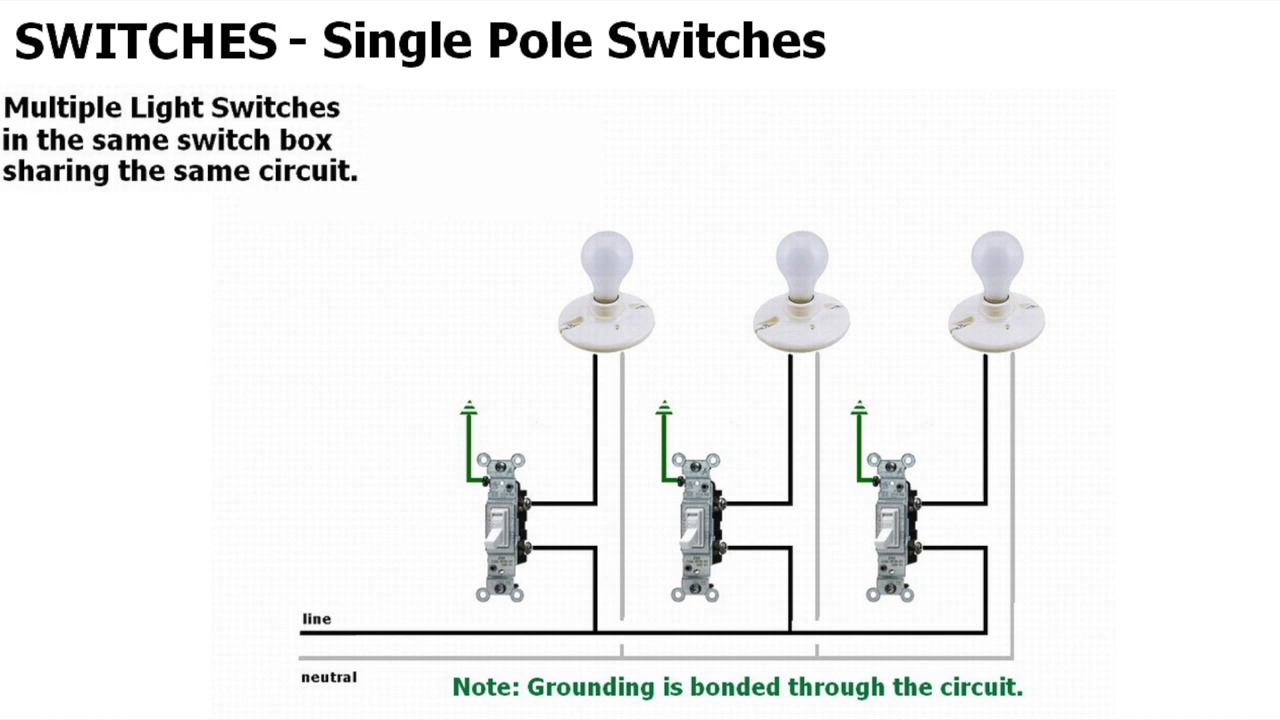 SWITCHES - Single Pole Switches
Multiple Light Switches
in the same switch box
sharing the same circuit.
line
neutral
Note: Grounding is bonded through the circuit.